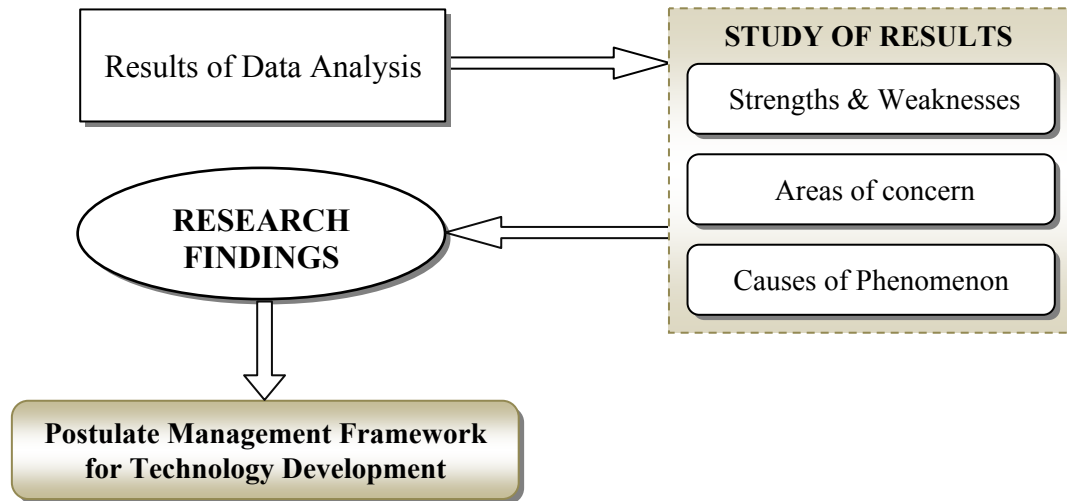 Results of Data Analysis
STUDY OF RESULTS
Strengths & Weaknesses
Areas of concern
Causes of Phenomenon
RESEARCH
FINDINGS
Postulate Management Framework
for Technology Development